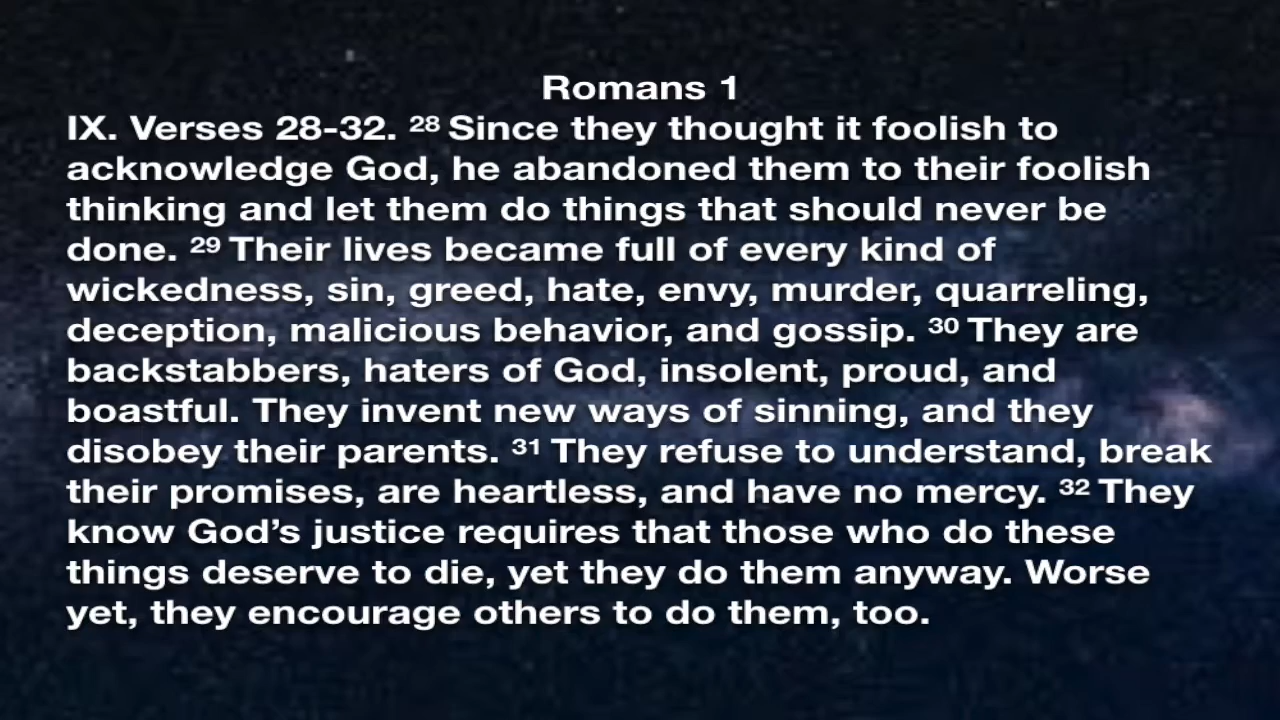 Romans 1
IX. Verses 28-32. ²⁸ Since they thought it foolish to
acknowledge God, he abandoned them to their foolish
thinking and let them do things that should never be
done. ²⁹ Their lives became full of every kind of
wickedness, sin, greed, hate, envy, murder, quarreling,
deception, malicious behavior, and gossip. ³⁰ They are
backstabbers, haters of God, insolent, proud, and
boastful. They invent new ways of sinning, and they
disobey their parents. ³¹ They refuse to understand, break
their promises, are heartless, and have no mercy. ³² They
know God’s justice requires that those who do these
things deserve to die, yet they do them anyway. Worse
yet, they encourage others to do them, too.